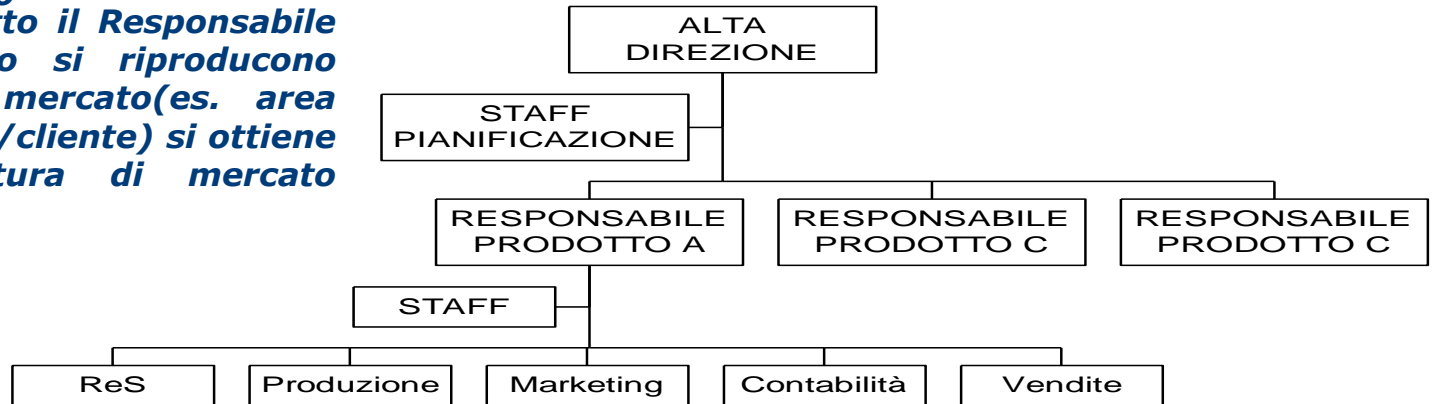 tto il Responsabile
o si riproducono
mercato(es. area
/cliente) si ottiene
tura di mercato
ALTA
DIREZIONE
STAFF
PIANIFICAZIONE
RESPONSABILE
PRODOTTO A
RESPONSABILE
PRODOTTO C
RESPONSABILE
PRODOTTO C
STAFF
ReS
Produzione
Marketing
Contabilità
Vendite